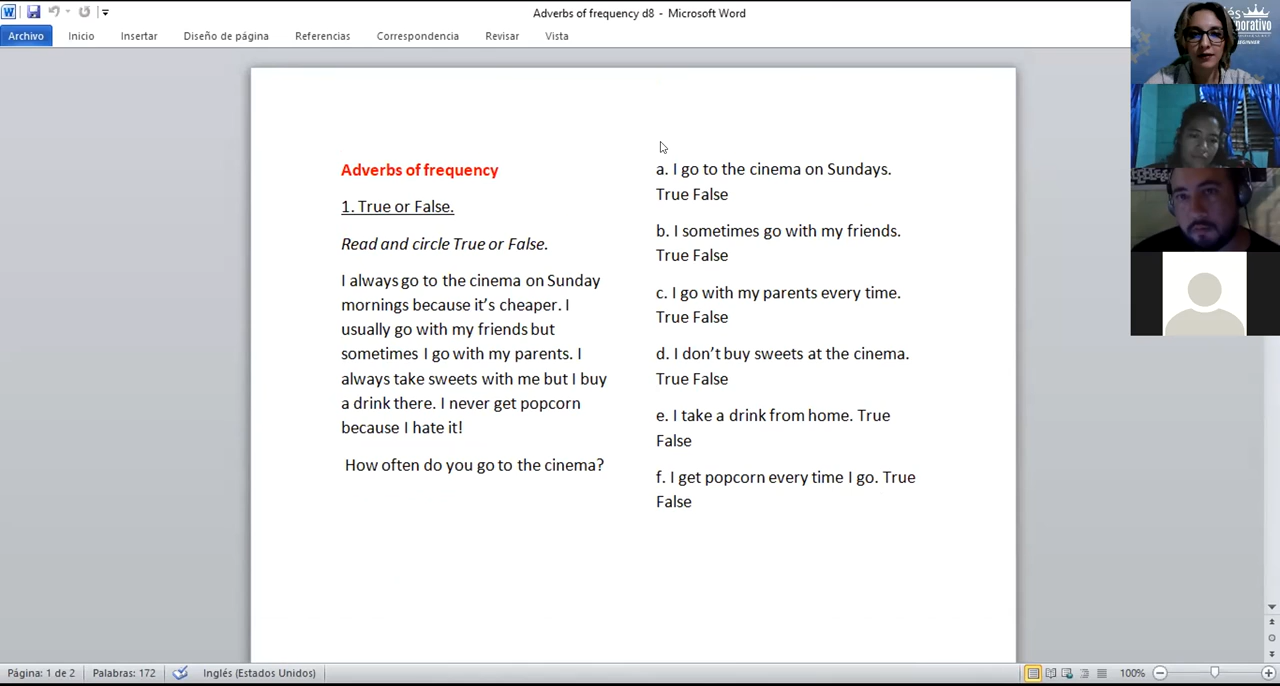 Adverbs of frequency d8 - Microsoft Word
Archivo Inicio Insertar Diseño de página Referencias Correspondencia Revisar Vista
Adverbs of frequency
1. True or False.
Read and circle True or False.
I always go to the cinema on Sunday
mornings because it’s cheaper. I
usually go with my friends but
sometimes I go with my parents. I
always take sweets with me but I buy
a drink there. I never get popcorn
because I hate it!
How often do you go to the cinema?
a. I go to the cinema on Sundays.
True False
b. I sometimes go with my friends.
True False
c. I go with my parents every time.
True False
d. I don’t buy sweets at the cinema.
True False
e. I take a drink from home. True
False
f. I get popcorn every time I go. True
False
Página: 1 de 2 Palabras: 172 Inglés (Estados Unidos) 100%